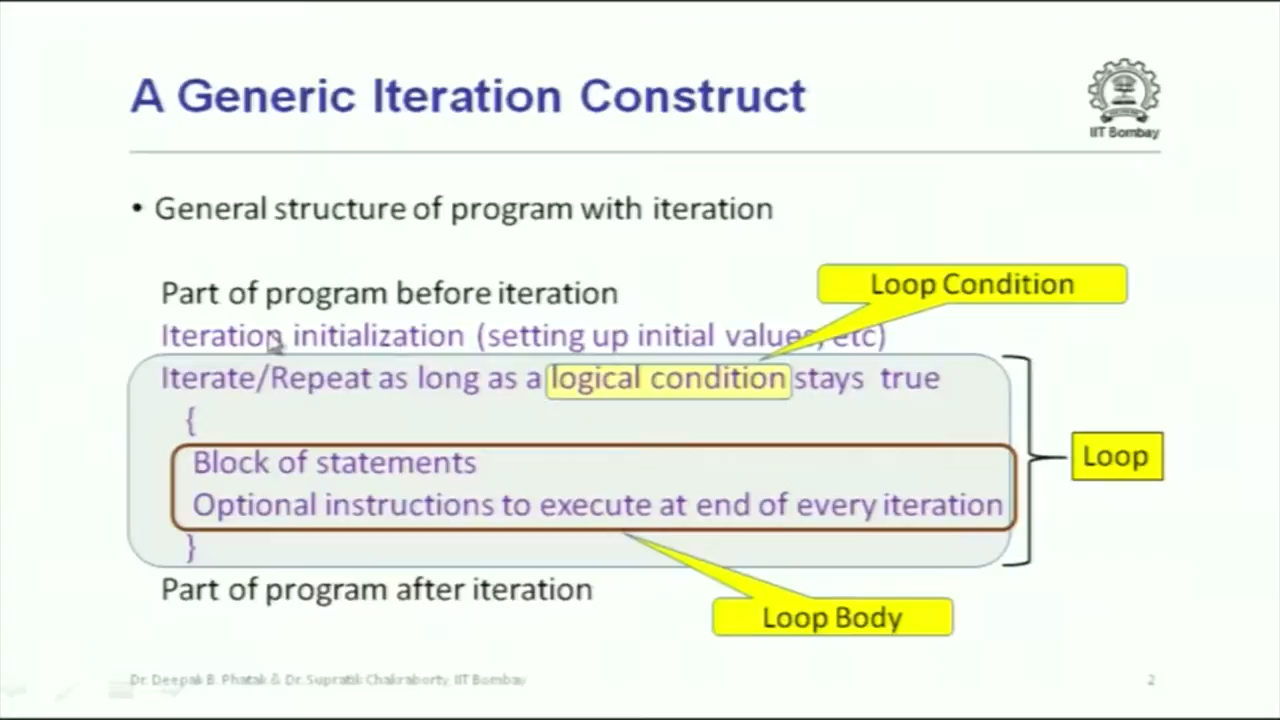 A Generic Iteration Construct
IIT Bombay
• General structure of program with iteration
Loop Condition
Part of program before iteration
Iteration initialization (setting up initial values, etc)
Iterate/Repeat as long as a logical condition stays true
{
Block of statements
Loop
Optional instructions to execute at end of every iteration
}
Part of program after iteration
Loop Body
Dr. Deepak B. Phatak & Dr. Supratik Chakraborty, IIT Bombay
2